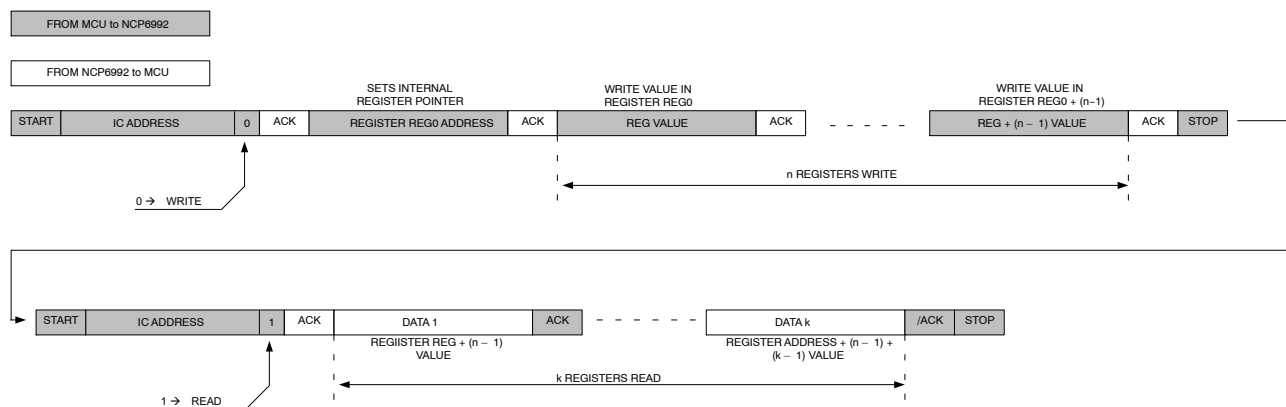 FROM MCU to NCP6992
FROM NCP6992 to MCU
SETS INTERNAL
REGISTER POINTER
WRITE VALUE IN
REGISTER REG0
WRITE VALUE IN
REGISTER REG0 + (n−1)
START IC ADDRESS 0 ACK REGISTER REG0 ADDRESS ACK REG VALUE ACK REG + (n − 1) VALUE ACK STOP
n REGISTERS WRITE
0 → WRITE
START IC ADDRESS 1 ACK DATA 1 ACK DATA k /ACK STOP
REGIISTER REG + (n − 1)
VALUE
REGISTER ADDRESS + (n − 1) +
(k − 1) VALUE
k REGISTERS READ
1 → READ